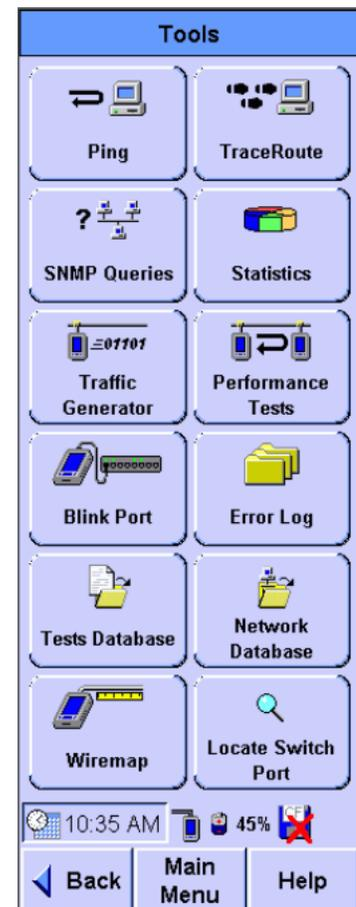 Tools
Ping
TraceRoute
?
SNMP Queries
Statistics
01101
Traffic
Generator
Performance
Tests
Blink Port
Error Log
Tests Database
Network
Database
Wiremap
Locate Switch
Port
10:35 AM
45%
CF
Back
Main
Menu
Help